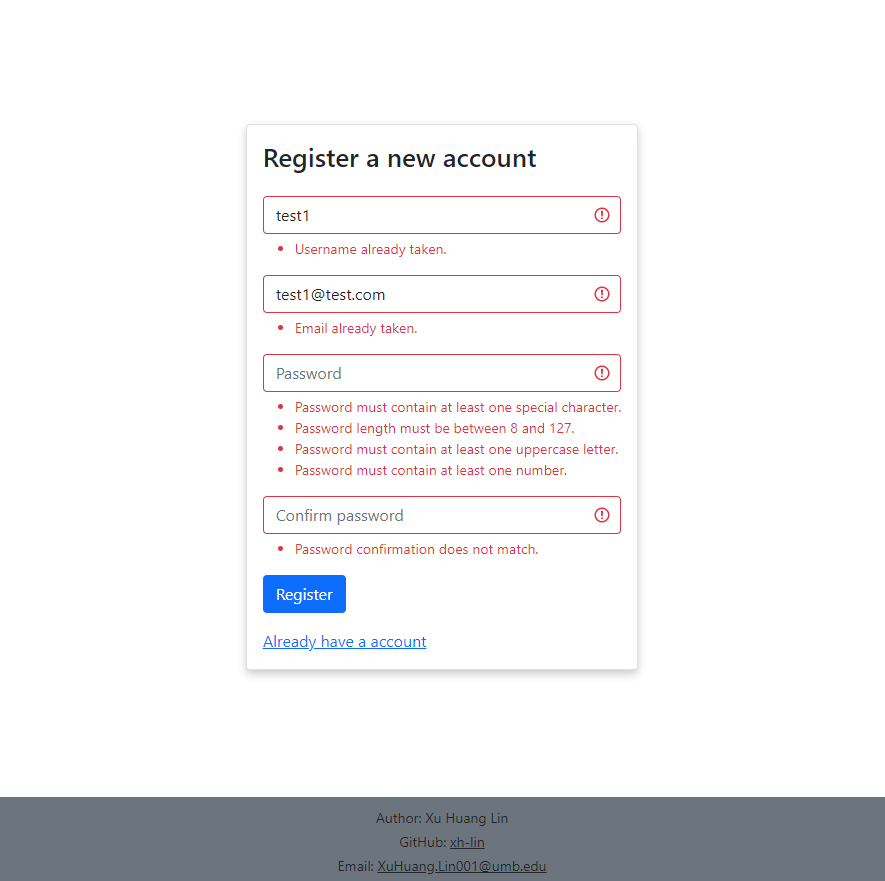 Register a new account
test1
Username already taken.
test1@test.com
Email already taken.
Password
Password must contain at least one special character.
Password length must be between 8 and 127.
Password must contain at least one uppercase letter.
Password must contain at least one number.
Confirm password
Password confirmation does not match.
Register
Already have a account
Author: Xu Huang Lin
GitHub: xh-lin
Email: XuHuang.Lin001@umb.edu